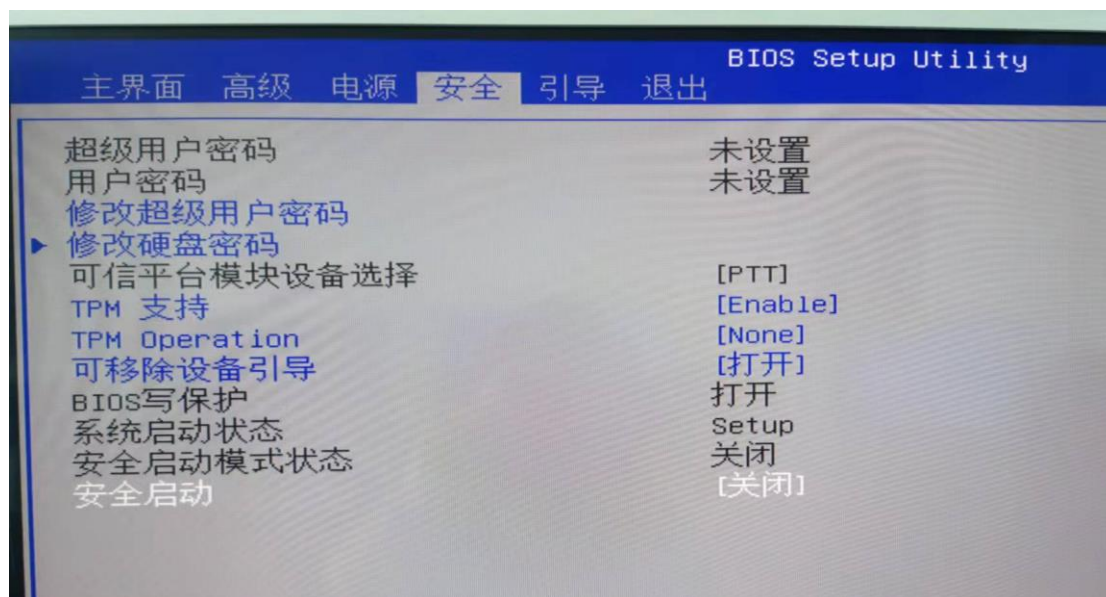 BIOS Setup Utility
主界面 高级 电源 安全 引导 退出
超级用户密码 未设置
用户密码 未设置
修改超级用户密码
修改硬盘密码
可信平台模块设备选择 [PTT]
TPM 支持 [Enable]
TPM Operation [None]
可移除设备引导 [打开]
BIOS写保护 打开
系统启动状态 Setup
安全启动模式状态 关闭
安全启动 [关闭]